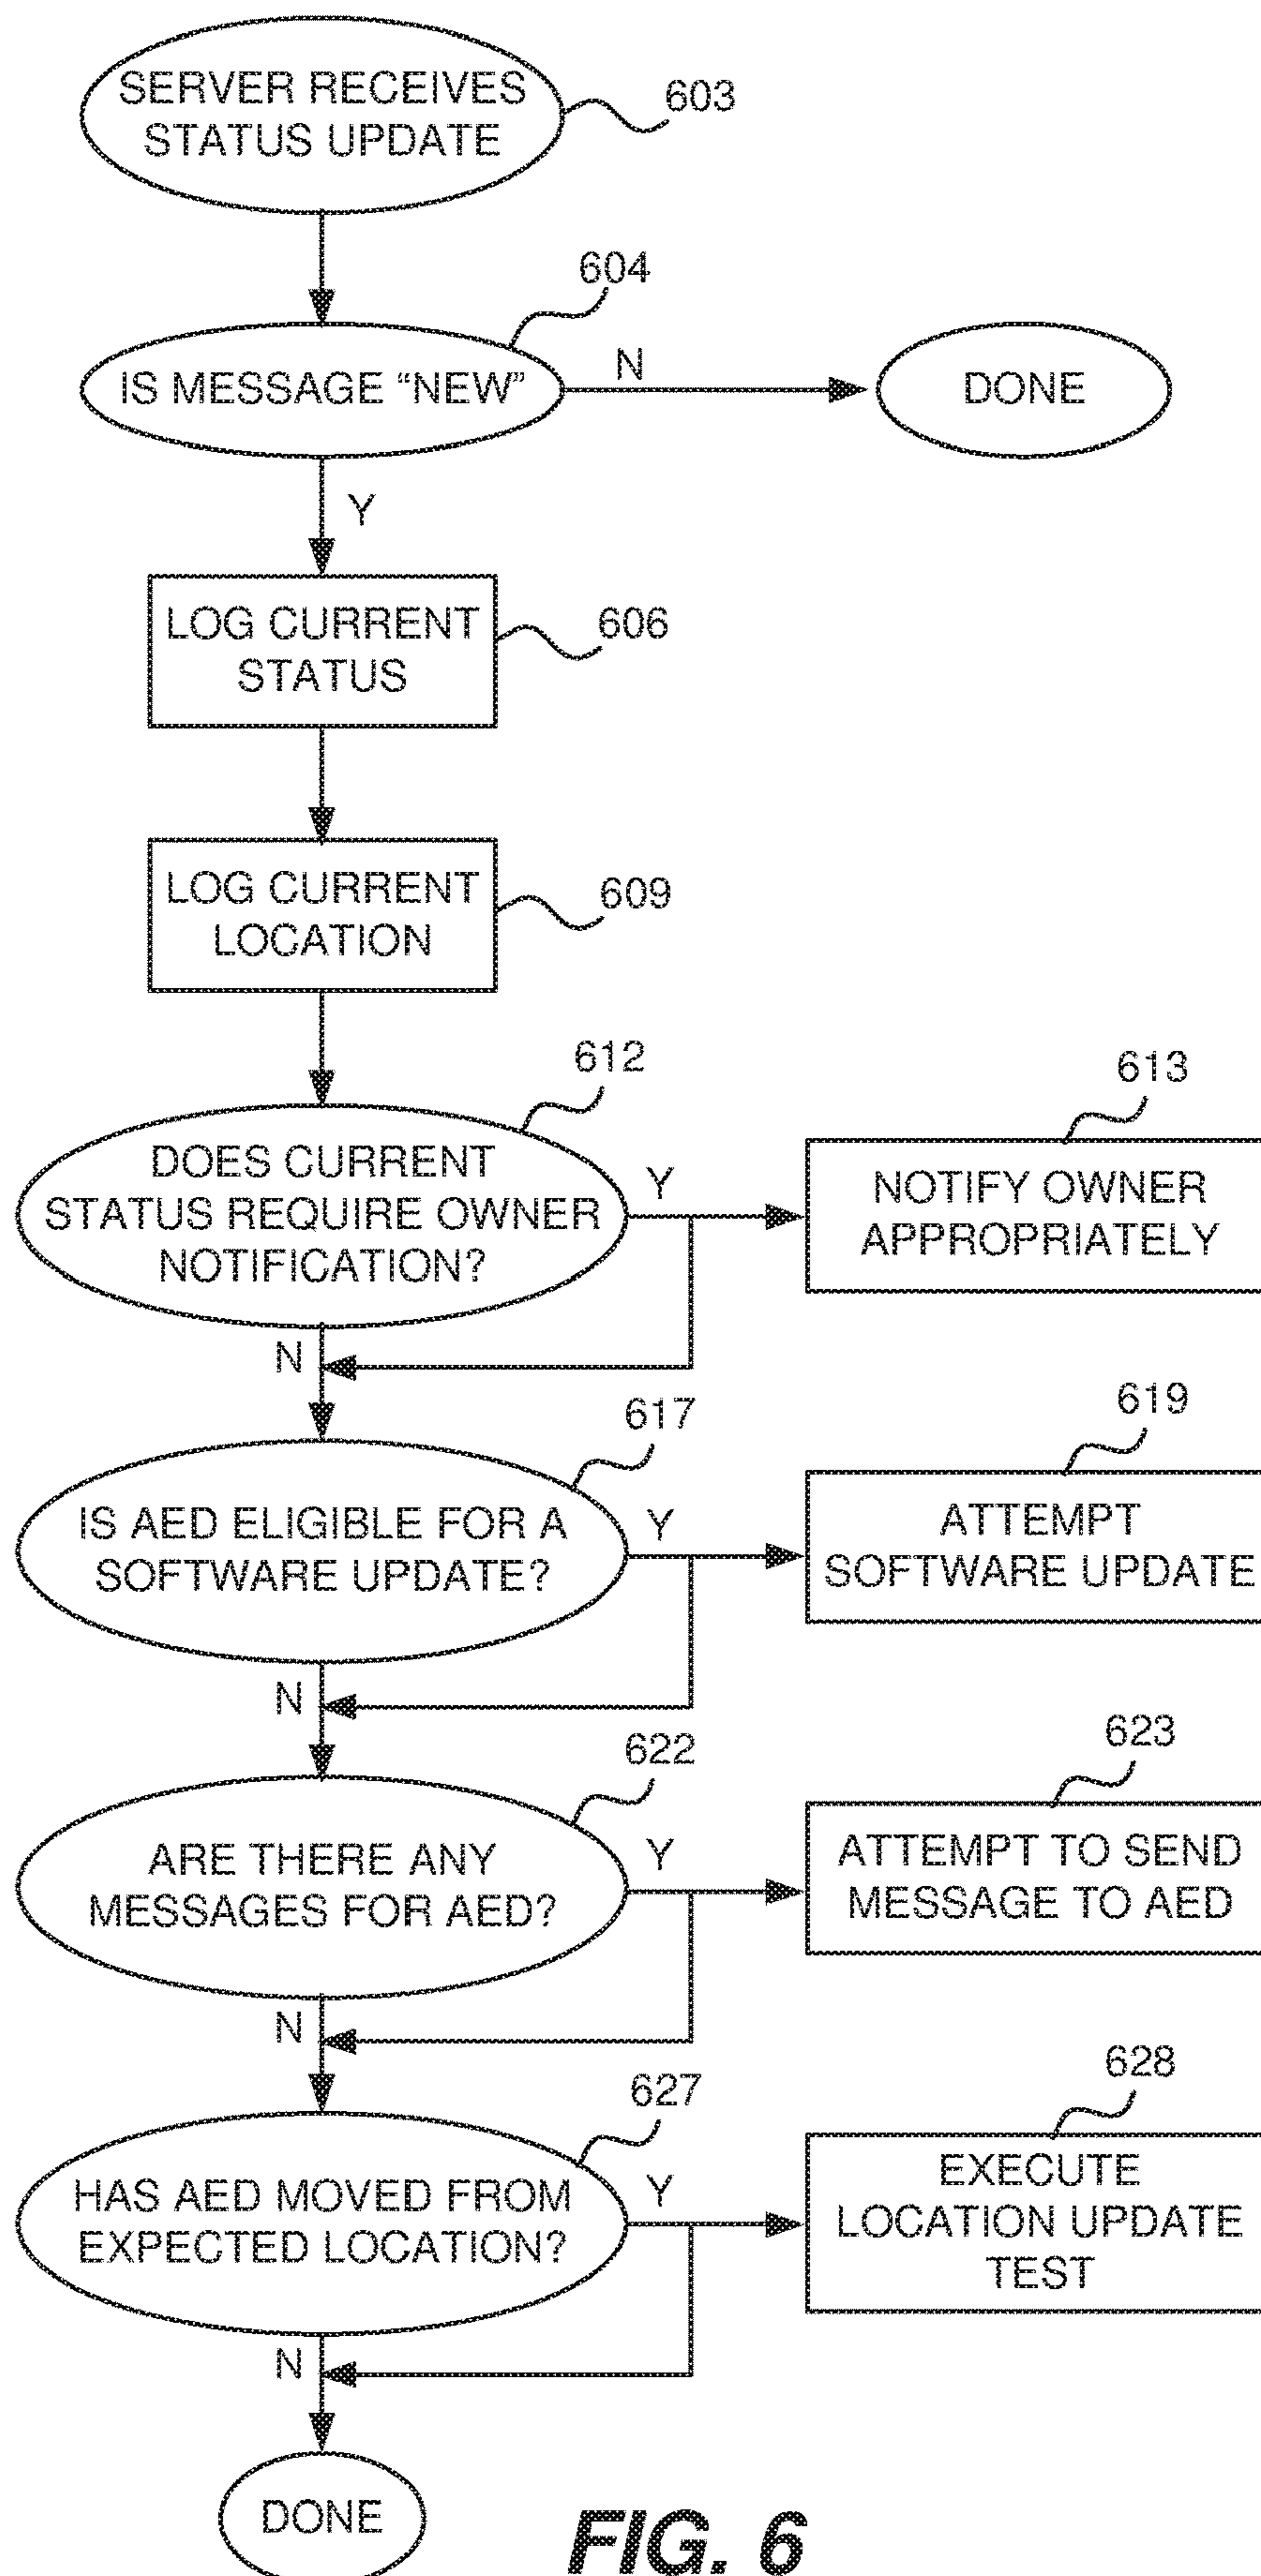 SERVER RECEIVES
STATUS UPDATE
603
604
IS MESSAGE “NEW”
N
DONE
Y
LOG CURRENT
STATUS
606
LOG CURRENT
LOCATION
609
612
DOES CURRENT
STATUS REQUIRE OWNER
NOTIFICATION?
Y
613
NOTIFY OWNER
APPROPRIATELY
N
617
IS AED ELIGIBLE FOR A
SOFTWARE UPDATE?
Y
619
ATTEMPT
SOFTWARE UPDATE
N
622
ARE THERE ANY
MESSAGES FOR AED?
Y
623
ATTEMPT TO SEND
MESSAGE TO AED
N
627
HAS AED MOVED FROM
EXPECTED LOCATION?
Y
628
EXECUTE
LOCATION UPDATE
TEST
N
DONE
FIG. 6